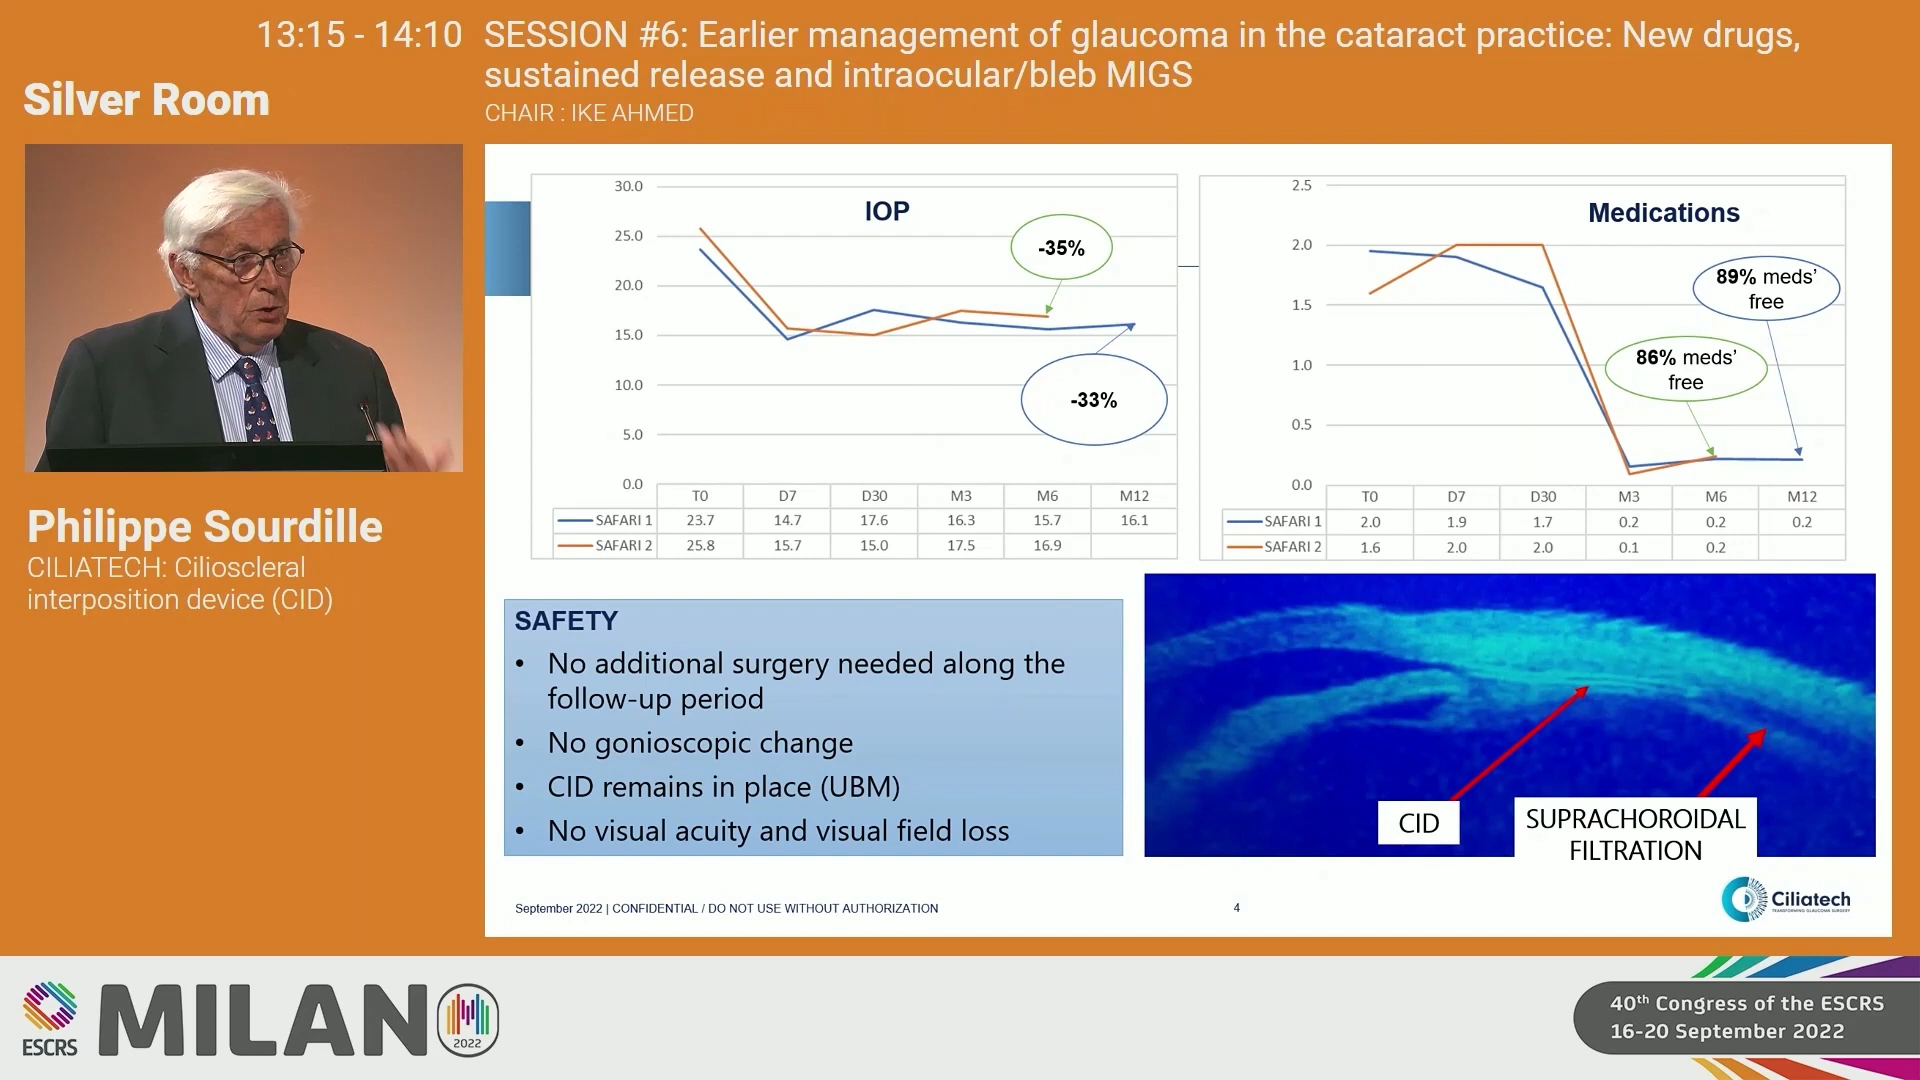 13:15 - 14:10
SESSION #6: Earlier management of glaucoma in the cataract practice: New drugs,
sustained release and intraocular/bleb MIGS
CHAIR : IKE AHMED
Silver Room
Philippe Sourdille
CILIATECH: Cilioscleral
interposition device (CID)
IOP
30.0
25.0
20.0
15.0
10.0
5.0
0.0
-35%
-33%
T0 D7 D30 M3 M6 M12
SAFARI 1 23.7 14.7 17.6 16.3 15.7 16.1
SAFARI 2 25.8 15.7 15.0 17.5 16.9
Medications
2.5
2.0
1.5
1.0
0.5
0.0
89% meds’
free
86% meds’
free
T0 D7 D30 M3 M6 M12
SAFARI 1 2.0 1.9 1.7 0.2 0.2 0.2
SAFARI 2 1.6 2.0 2.0 0.1 0.2
SAFETY
• No additional surgery needed along the
follow-up period
• No gonioscopic change
• CID remains in place (UBM)
• No visual acuity and visual field loss
CID
SUPRACHOROIDAL
FILTRATION
September 2022 | CONFIDENTIAL / DO NOT USE WITHOUT AUTHORIZATION
4
Ciliatech
TRANSFORMING GLAUCOMA SURGERY
ESCRS
MILANO
2022
40th Congress of the ESCRS
16-20 September 2022